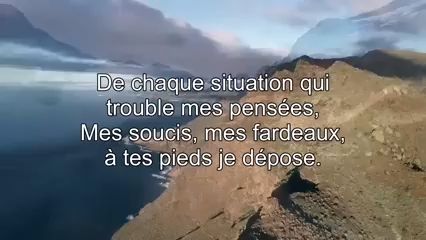 De chaque situation qui
trouble mes pensées,
Mes soucis, mes fardeaux,
à tes pieds je dépose.